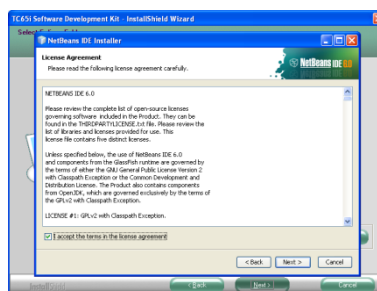 TC65i Software Development Kit - InstallShield Wizard
NetBeans IDE Installer
License Agreement
Please read the following license agreement carefully.
NetBeans IDE 6.0
NETBEANS IDE 6.0
Please review the complete list of open-source licenses
governing software included in the Product. They can be
found in the THIRDPARTYLICENSE.txt file. Please review the
list of libraries and licenses provided for use. This
license file contains five distinct licenses.
Unless specified below, the use of NetBeans IDE 6.0
and components from the GlassFish runtime are governed by
the terms of either the GNU General Public License Version 2
with Classpath Exception or the Common Development and
Distribution License. The Product also contains components
from OpenJDK, which are governed exclusively by the terms of
the GPLv2 with Classpath Exception.
LICENSE #1: GPLv2 with Classpath Exception.
I accept the terms in the license agreement
< Back Next > Cancel
InstallShield < Back Next > Cancel